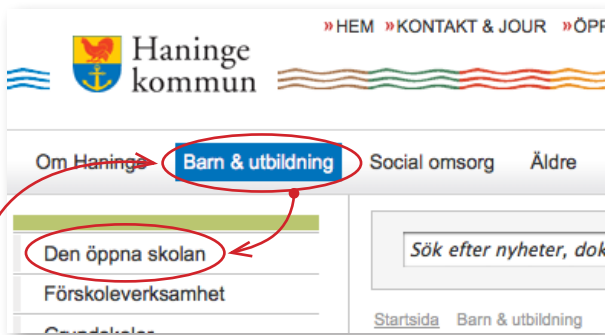 »HEM »KONTAKT & JOUR »ÖPP
Haninge
kommun
Om Haninge Barn & utbildning Social omsorg Äldre
Den öppna skolan
Förskoleverksamhet
Sök efter nyheter, dok
Startsida Barn & utbildning